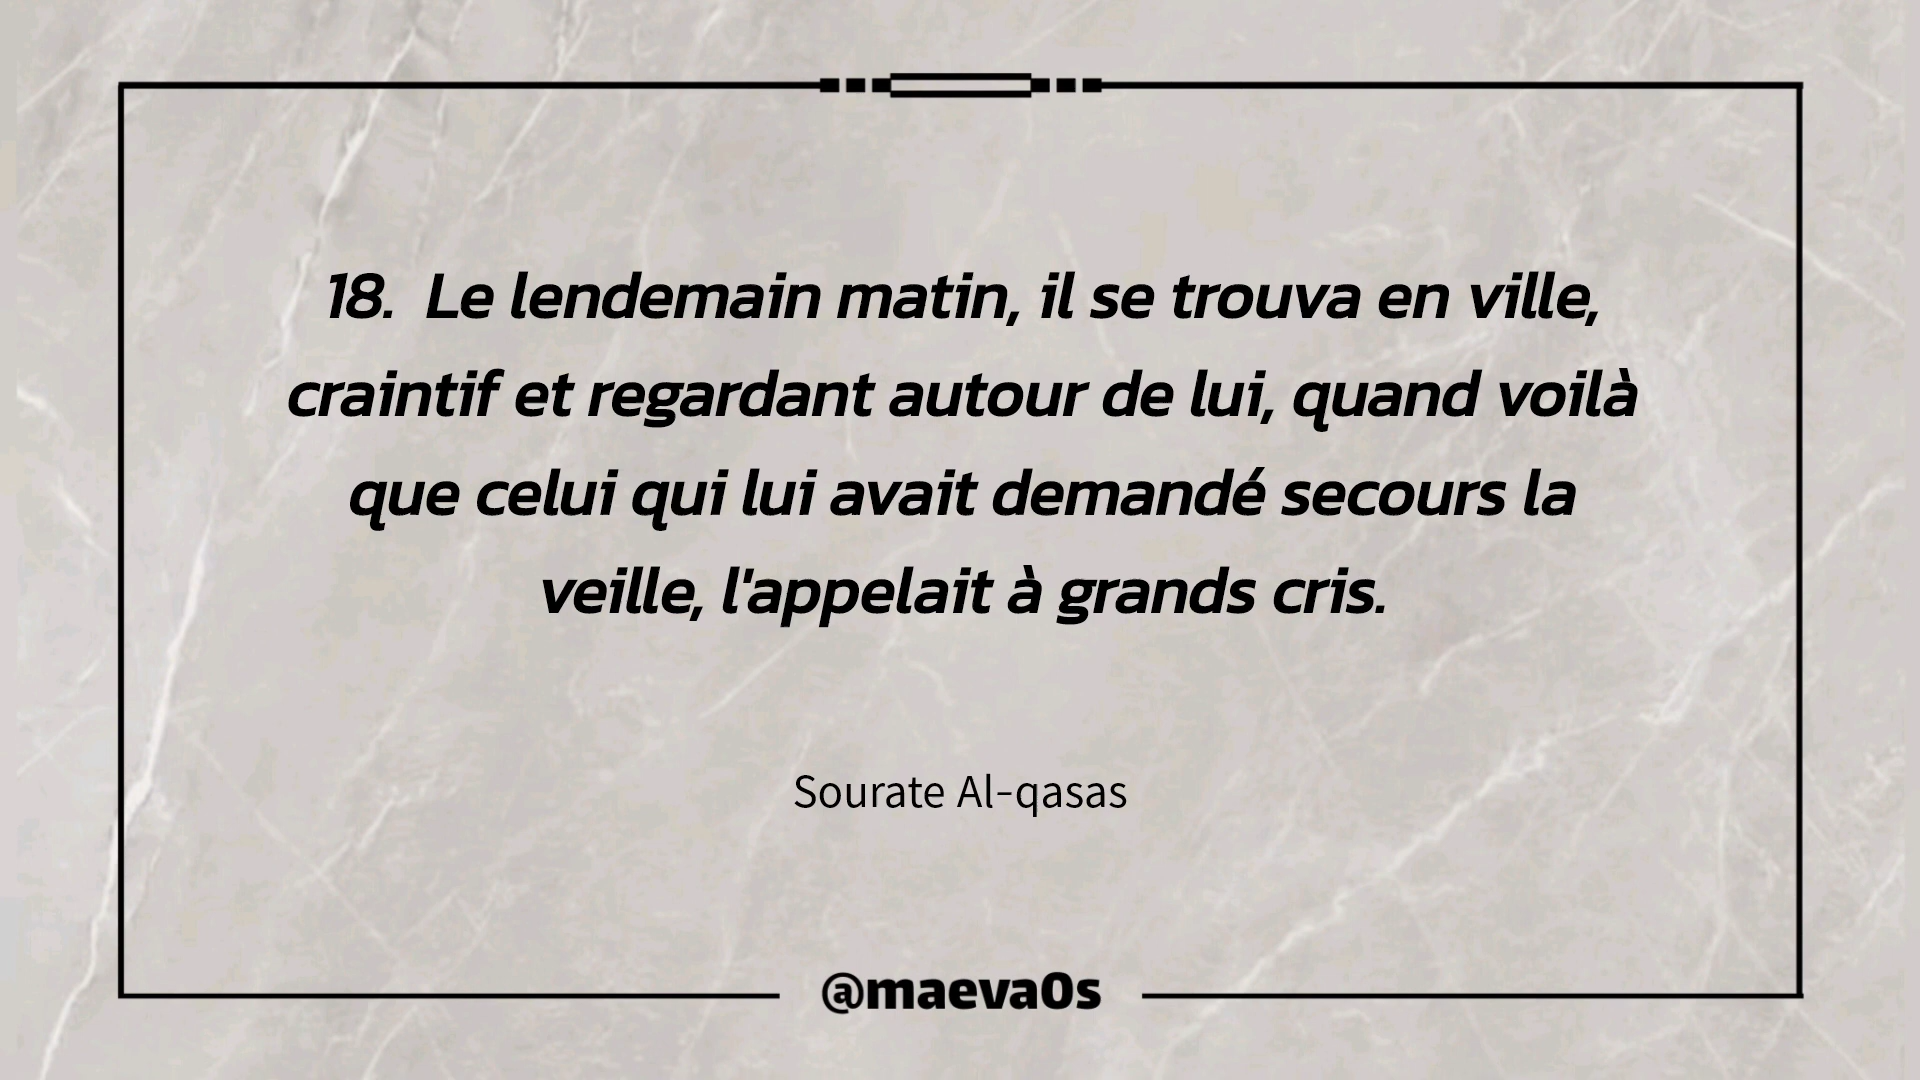 18.  Le lendemain matin, il se trouva en ville,
craintif et regardant autour de lui, quand voilà
que celui qui lui avait demandé secours la
veille, l'appelait à grands cris.
Sourate Al-qasas
@maeva0s